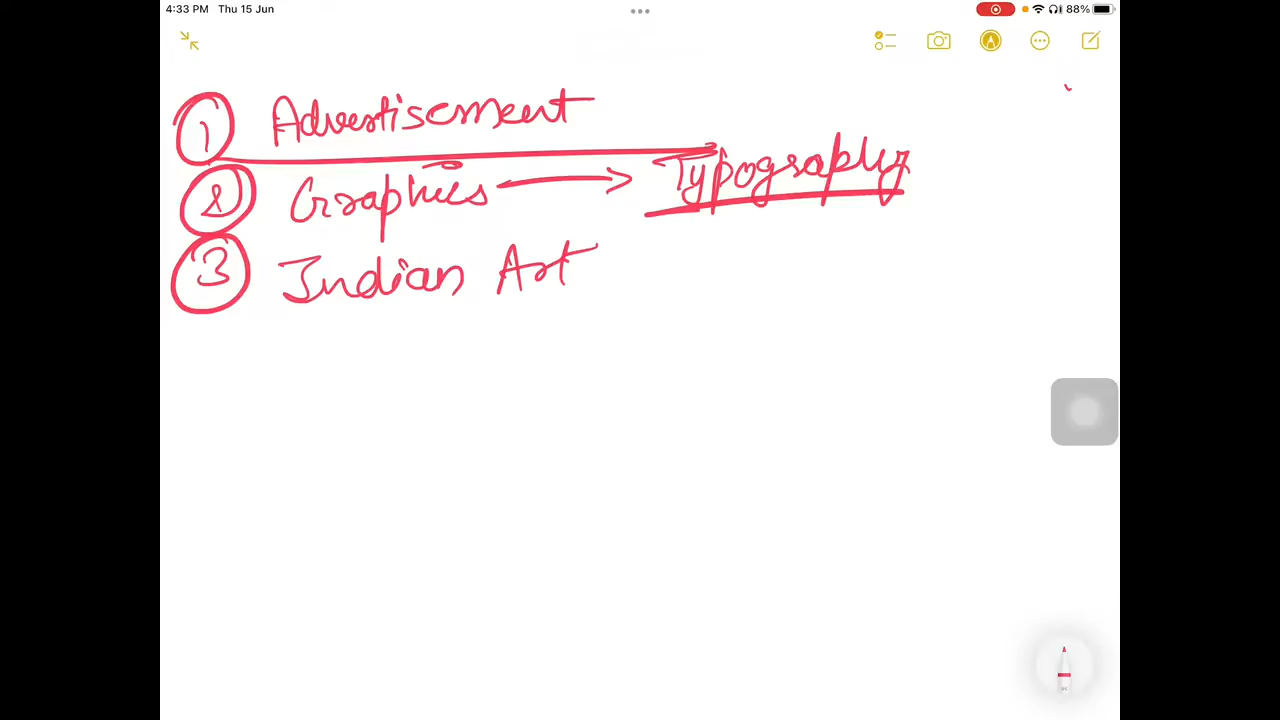 4:33 PM Thu 15 Jun 88%
1 Advertisement
2 Graphics → Typography
3 Indian Art